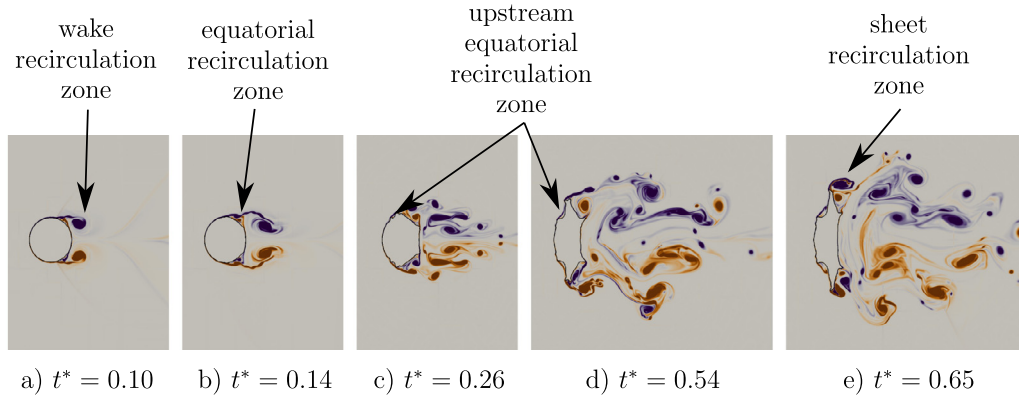 wake
recirculation
zone
equatorial
recirculation
zone
upstream
equatorial
recirculation
zone
sheet
recirculation
zone
a) t* = 0.10
b) t* = 0.14
c) t* = 0.26
d) t* = 0.54
e) t* = 0.65